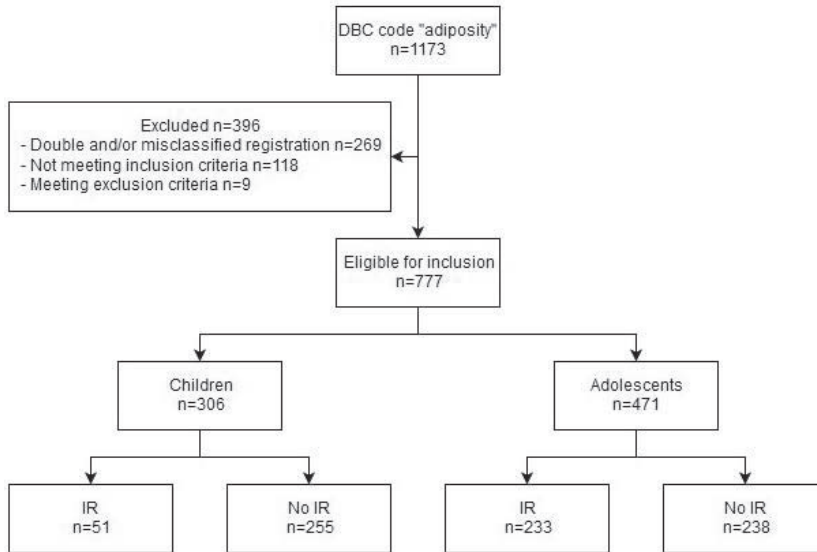 DBC code "adiposity"
n=1173
Excluded n=396
- Double and/or misclassified registration n=269
- Not meeting inclusion criteria n=118
- Meeting exclusion criteria n=9
Eligible for inclusion
n=777
Children
n=306
Adolescents
n=471
IR
n=51
No IR
n=255
IR
n=233
No IR
n=238